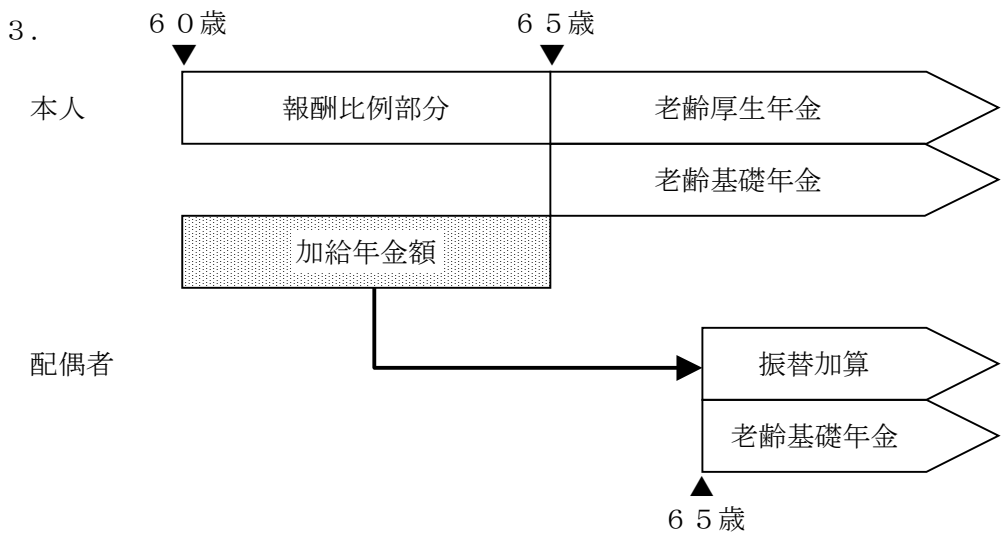 3.
60歳
65歳
本人
報酬比例部分
老齢厚生年金
老齢基礎年金
加給年金額
配偶者
振替加算
老齢基礎年金
65歳